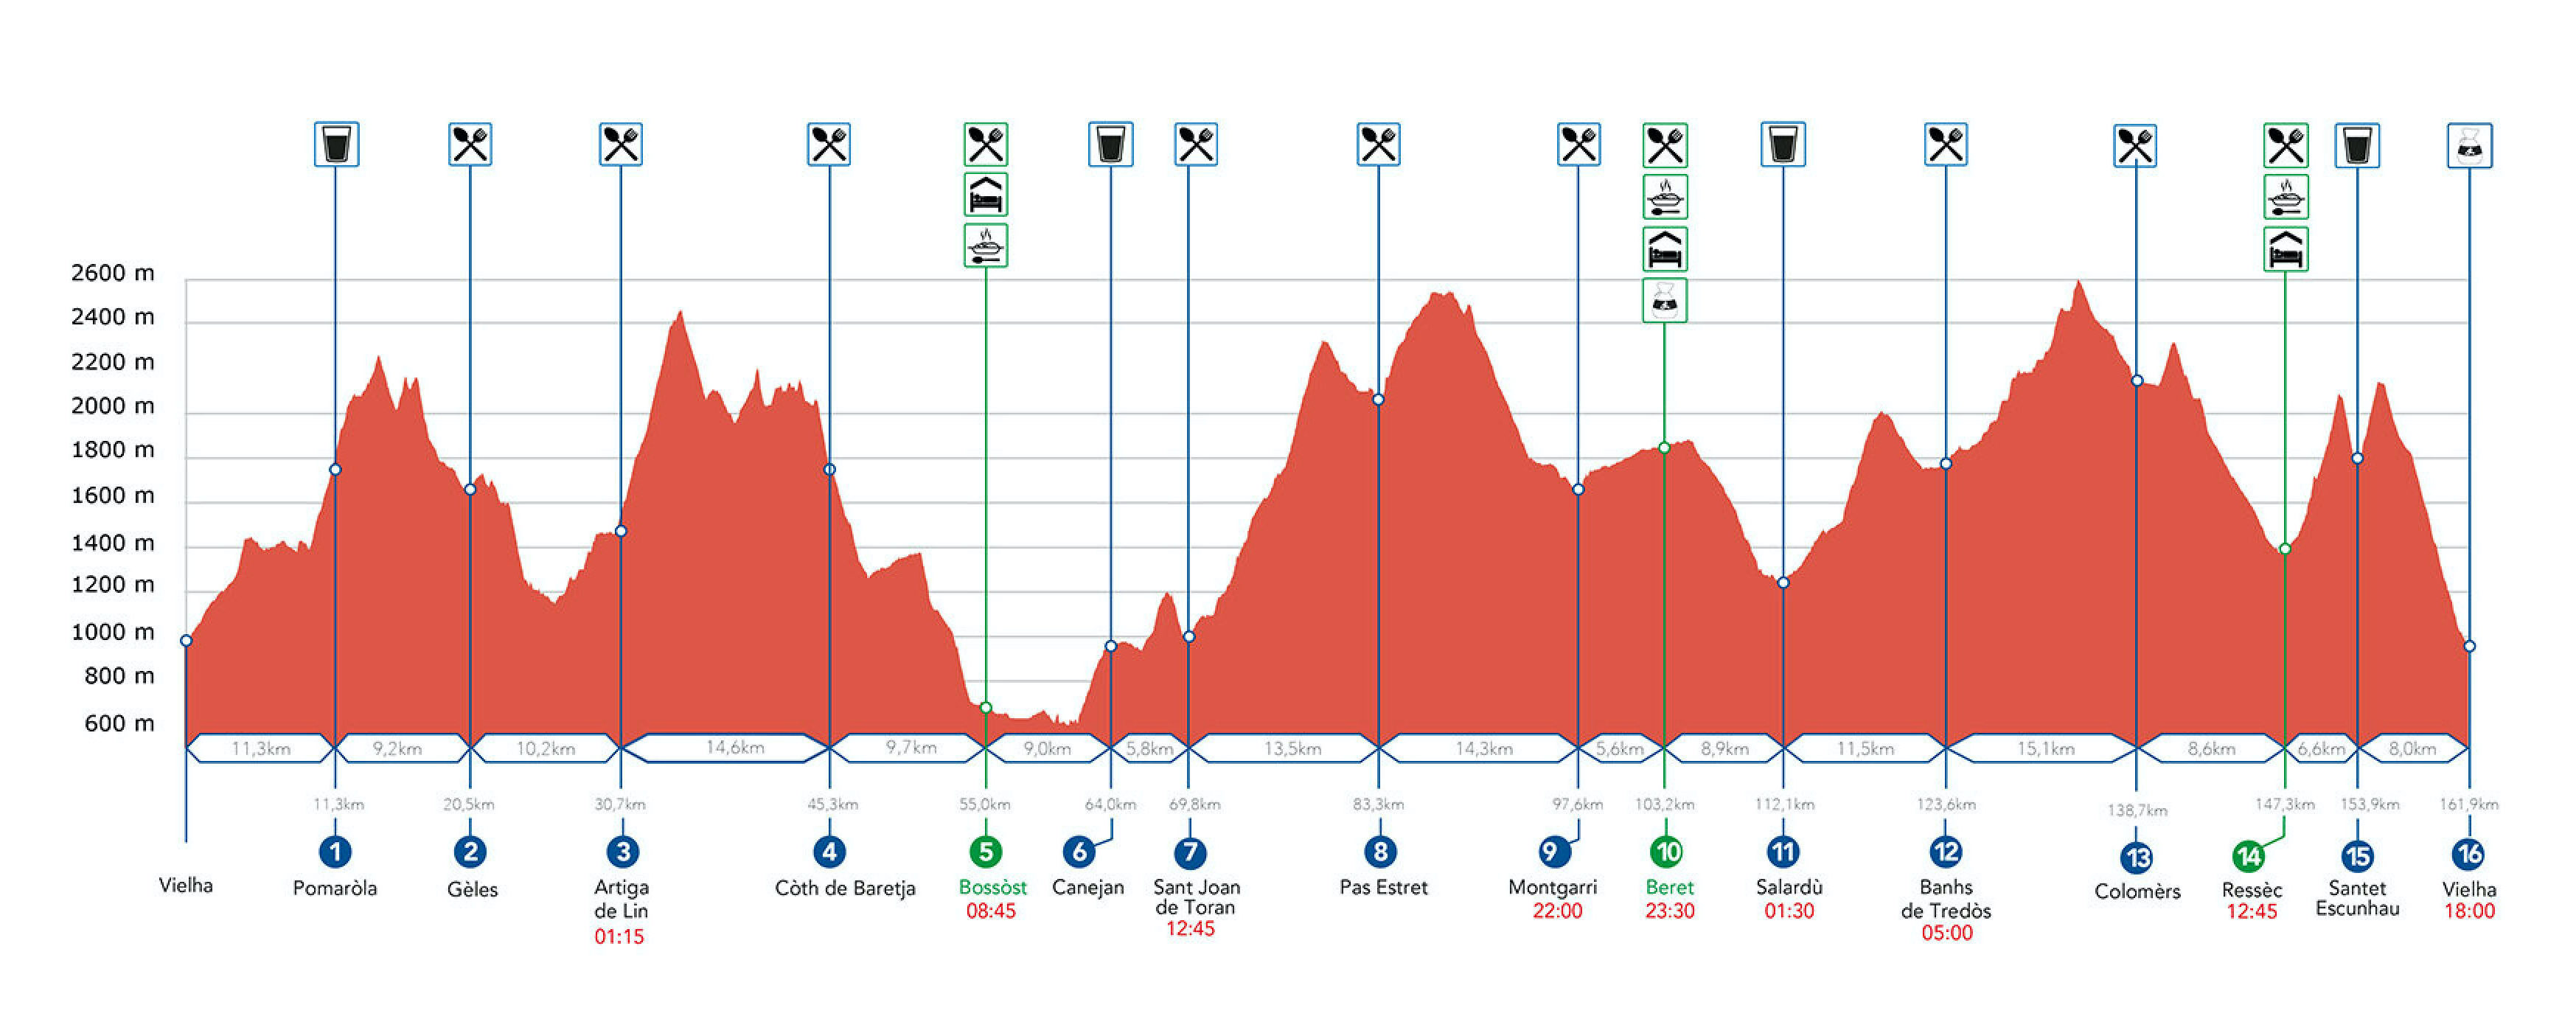 2600 m
2400 m
2200 m
2000 m
1800 m
1600 m
1400 m
1200 m
1000 m
800 m
600 m
11,3km
9,2km
10,2km
14,6km
9,7km
9,0km
5,8km
13,5km
14,3km
5,6km
8,9km
11,5km
15,1km
8,6km
6,6km
8,0km
11,3km
20,5km
30,7km
45,3km
55,0km
64,0km
69,8km
83,3km
97,6km
103,2km
112,1km
123,6km
138,7km
147,3km
153,9km
161,9km
1
2
3
4
5
6
7
8
9
10
11
12
13
14
15
16
Vielha
Pomaròla
Gèles
Artiga
de Lin
01:15
Còth de Baretja
Bossòst
08:45
Canejan
Sant Joan
de Toran
12:45
Pas Estret
Montgarri
22:00
Beret
23:30
Salardù
01:30
Banhs
de Tredòs
05:00
Colomèrs
Ressèc
12:45
Santet
Escunhau
Vielha
18:00